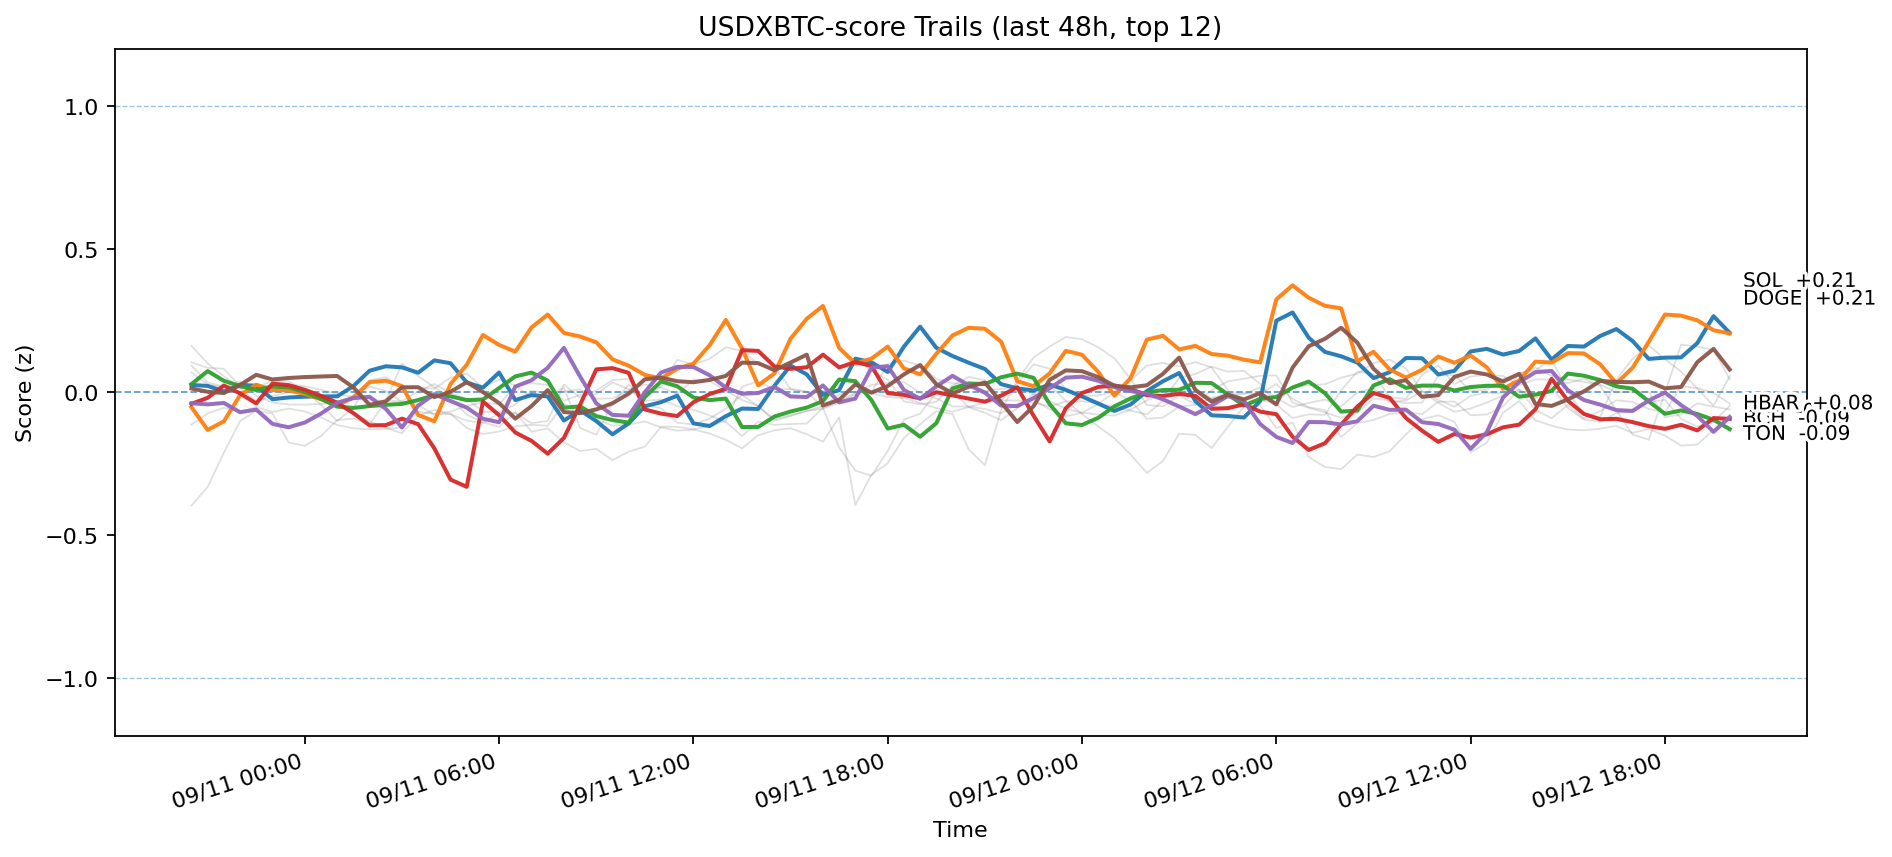 USDXBTC-score Trails (last 48h, top 12)
Score (z)
1.0
0.5
0.0
−0.5
−1.0
SOL +0.21
DOGE +0.21
HBAR +0.08
BCH -0.09
TON -0.09
09/11 00:00
09/11 06:00
09/11 12:00
09/11 18:00
09/12 00:00
09/12 06:00
09/12 12:00
09/12 18:00
Time